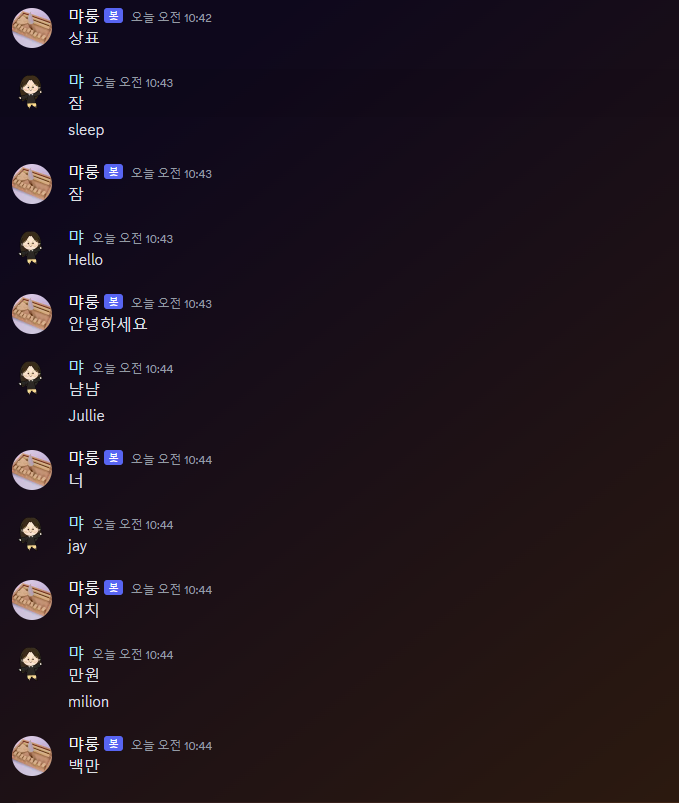 먀룽 봇 오늘 오전 10:42
상표
먀 오늘 오전 10:43
잠
sleep
먀룽 봇 오늘 오전 10:43
잠
먀 오늘 오전 10:43
Hello
먀룽 봇 오늘 오전 10:43
안녕하세요
먀 오늘 오전 10:44
냠냠
Jullie
먀룽 봇 오늘 오전 10:44
너
먀 오늘 오전 10:44
jay
먀룽 봇 오늘 오전 10:44
어치
먀 오늘 오전 10:44
만원
milion
먀룽 봇 오늘 오전 10:44
백만